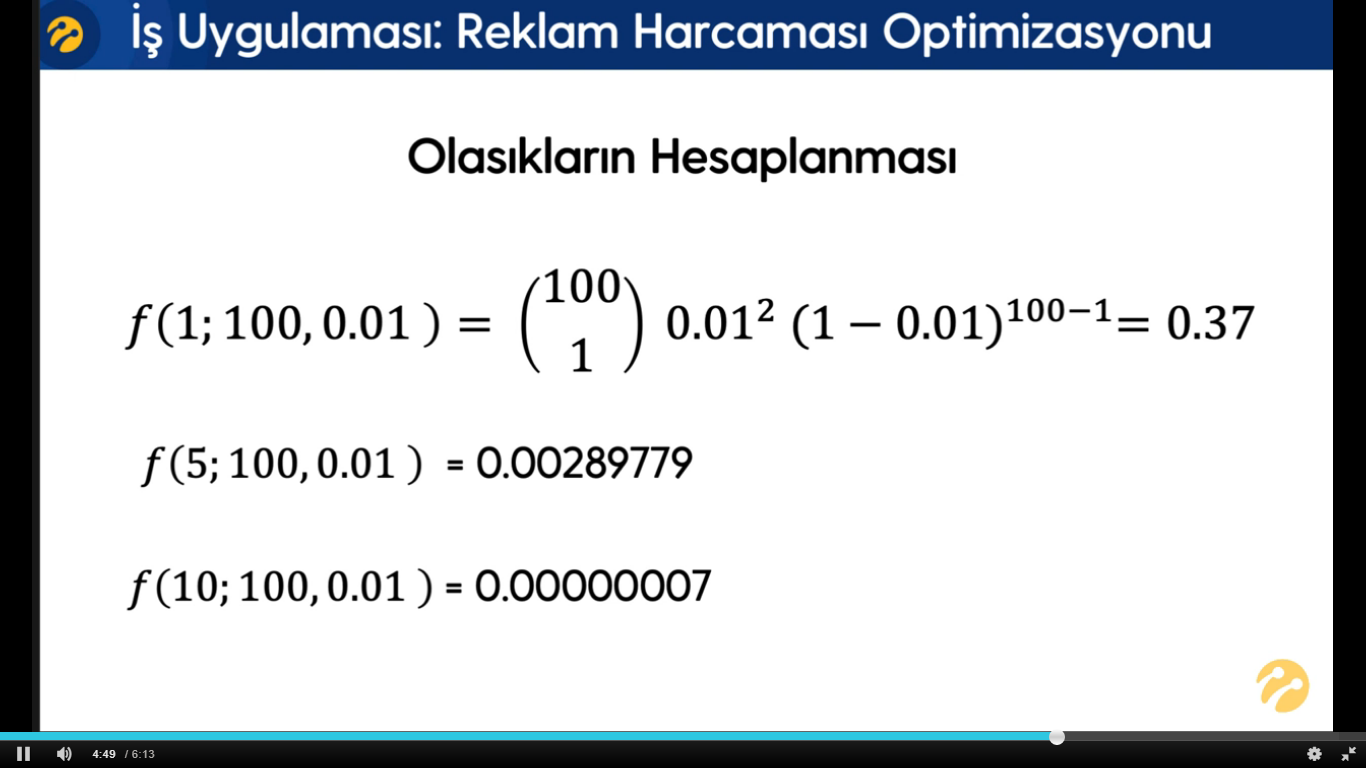 İş Uygulaması: Reklam Harcaması Optimizasyonu
Olasıkların Hesaplanması
f(1; 100, 0.01 ) = (100 1) 0.01² (1 − 0.01)¹⁰⁰⁻¹= 0.37
f(5; 100, 0.01 ) = 0.00289779
f(10; 100, 0.01 ) = 0.00000007
4:49 / 6:13